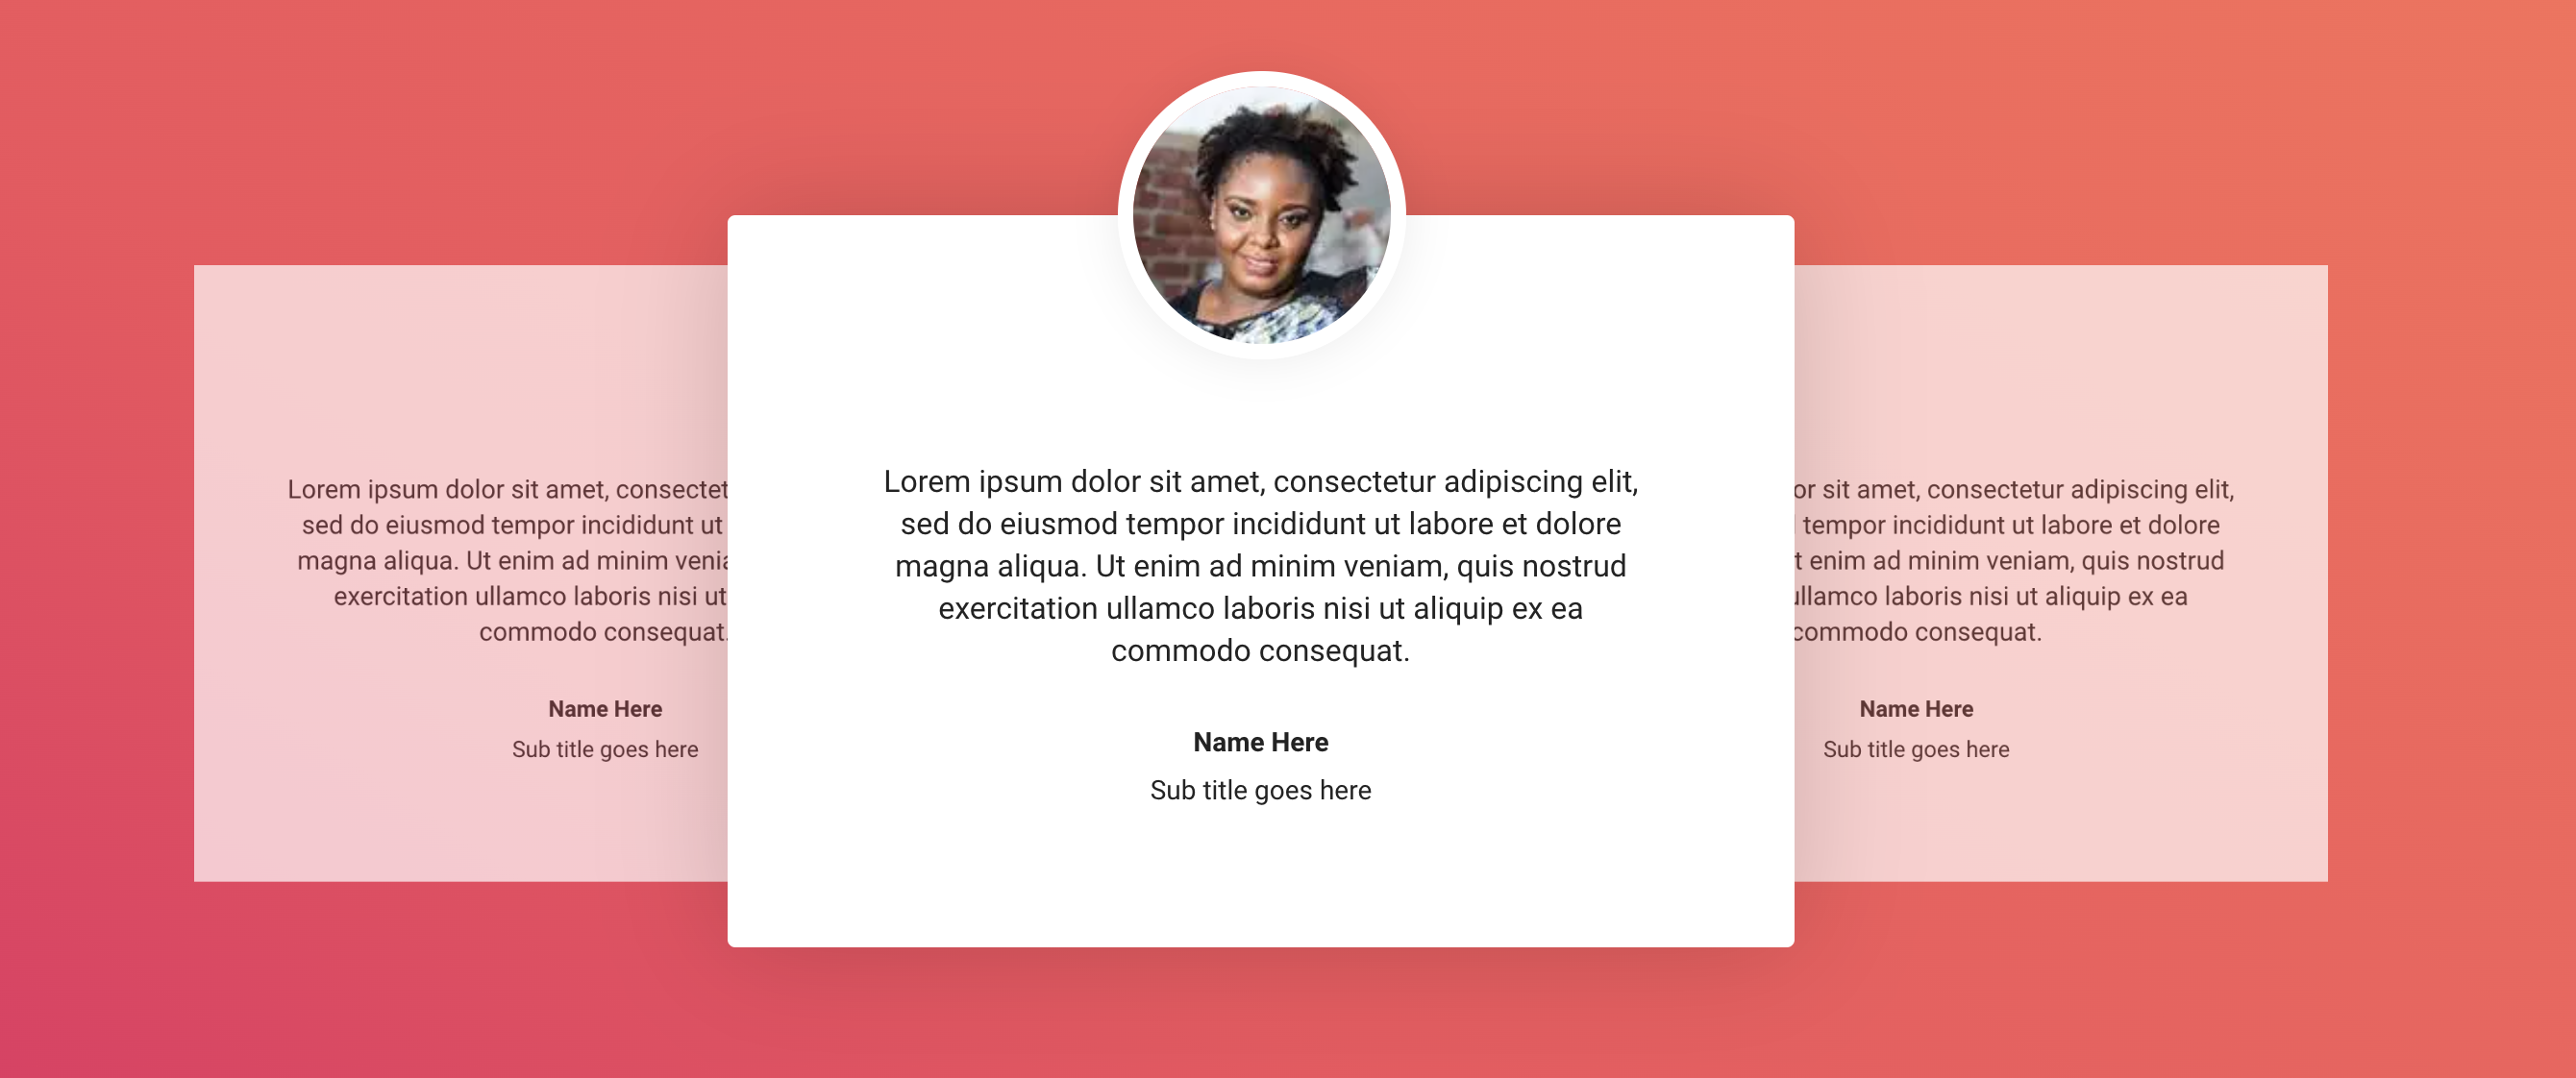 Lorem ipsum dolor sit amet, consectet
sed do eiusmod tempor incididunt ut
magna aliqua. Ut enim ad minim venia
exercitation ullamco laboris nisi ut
commodo consequat.
Name Here
Sub title goes here
Lorem ipsum dolor sit amet, consectetur adipiscing elit,
sed do eiusmod tempor incididunt ut labore et dolore
magna aliqua. Ut enim ad minim veniam, quis nostrud
exercitation ullamco laboris nisi ut aliquip ex ea
commodo consequat.
Name Here
Sub title goes here
or sit amet, consectetur adipiscing elit,
tempor incididunt ut labore et dolore
t enim ad minim veniam, quis nostrud
ullamco laboris nisi ut aliquip ex ea
commodo consequat.
Name Here
Sub title goes here